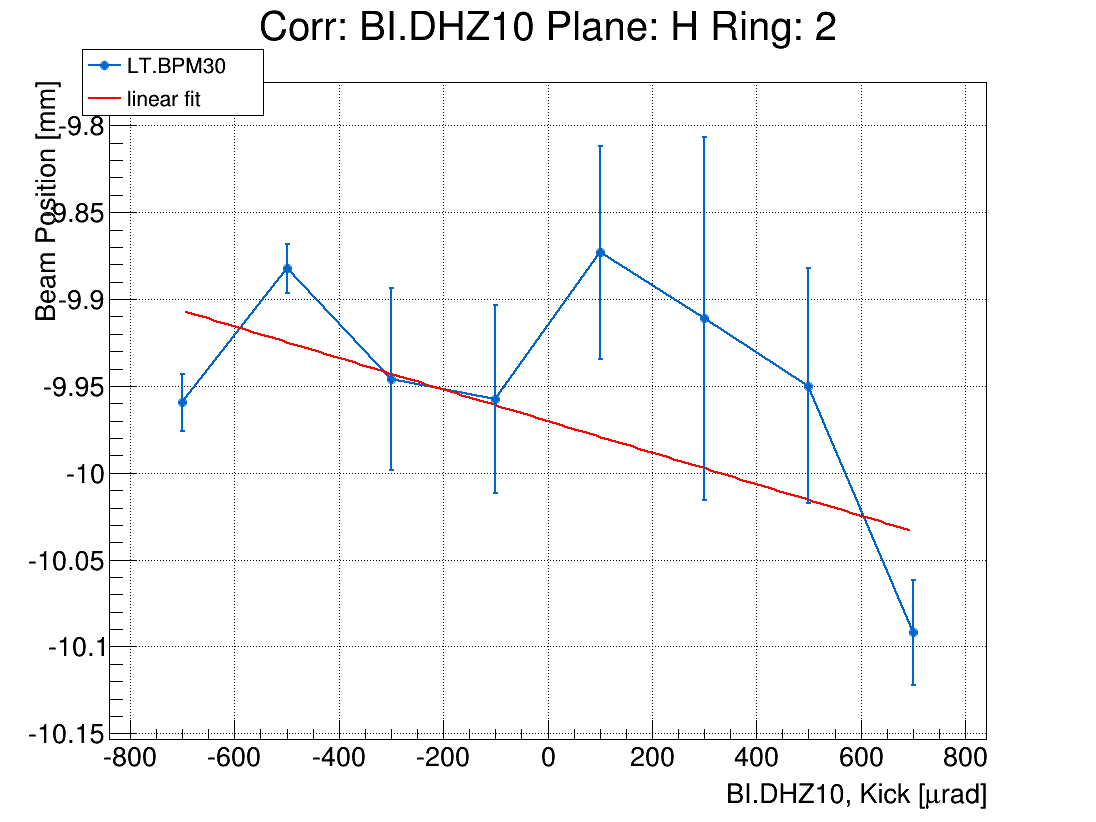 Corr: BI.DHZ10 Plane: H Ring: 2
LT.BPM30
linear fit
Beam Position [mm]
-9.8
-9.85
-9.9
-9.95
-10
-10.05
-10.1
-10.15
-800 -600 -400 -200 0 200 400 600 800
BI.DHZ10, Kick [μrad]